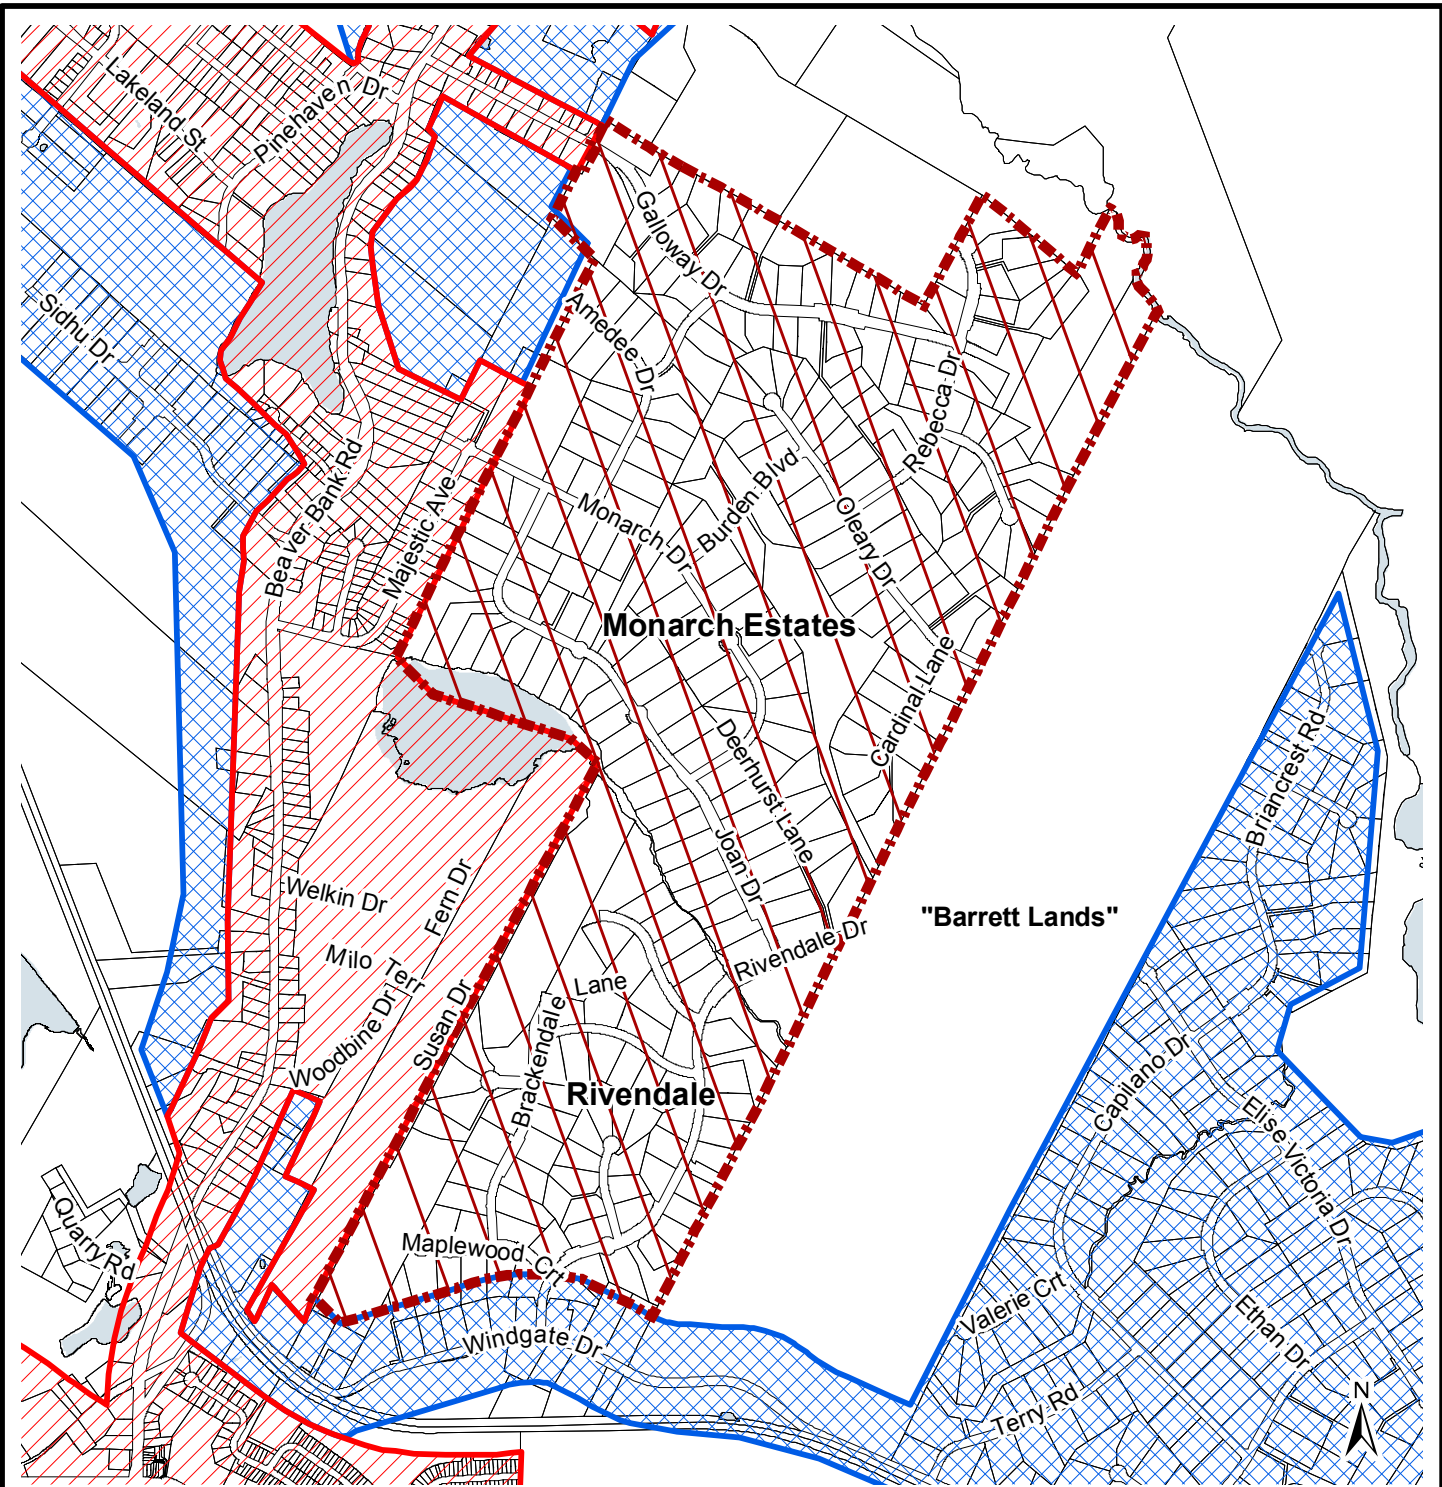 Lakeland St
Pinehaven Dr
Galloway Dr
Sidhu Dr
Amedee Dr
Rebecca Dr
Beaver Bank Rd
Majestic Ave
Monarch Dr
Burden Blvd
Oleary Dr
Monarch Estates
Cardinal Lane
Deerhurst Lane
Joan Dr
Briancrest Rd
Welkin Dr
Fern Dr
"Barrett Lands"
Milo Terr
Rivendale Dr
Woodbine Dr
Susan Dr
Brackendale Lane
Rivendale
Capilano Dr
Elise Victoria Dr
Quarry Rd
Maplewood Crt
Valerie Crt
Windgate Dr
Ethan Dr
Terry Rd
N